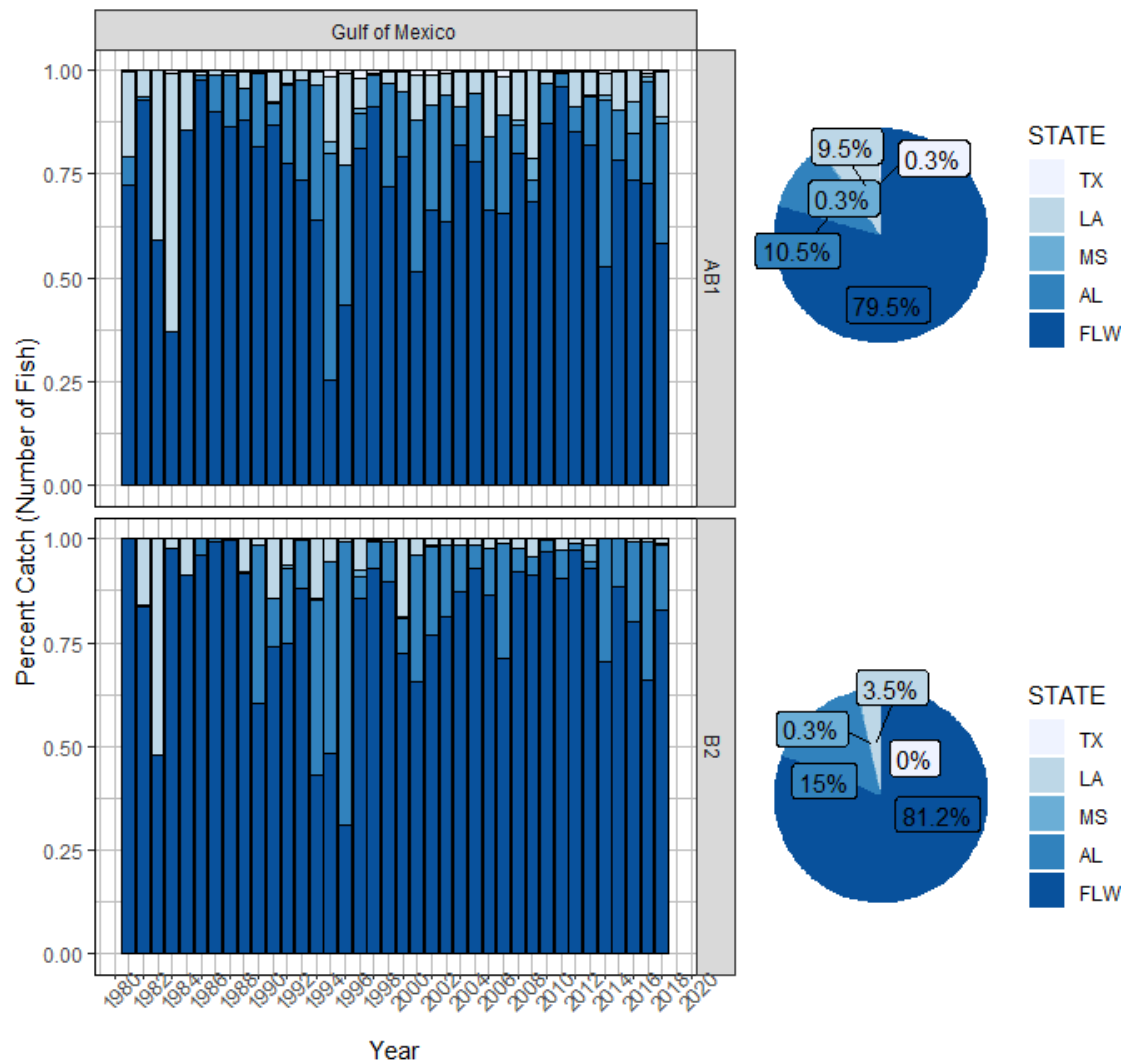 Gulf of Mexico
Percent Catch (Number of Fish)
1.00
0.75
0.50
0.25
0.00
AB1
1.00
0.75
0.50
0.25
0.00
B2
1980
1982
1984
1986
1988
1990
1992
1994
1996
1998
2000
2002
2004
2006
2008
2010
2012
2014
2016
2018
2020
Year
9.5%
0.3%
0.3%
10.5%
79.5%
STATE
TX
LA
MS
AL
FLW
3.5%
0.3%
0%
15%
81.2%
STATE
TX
LA
MS
AL
FLW